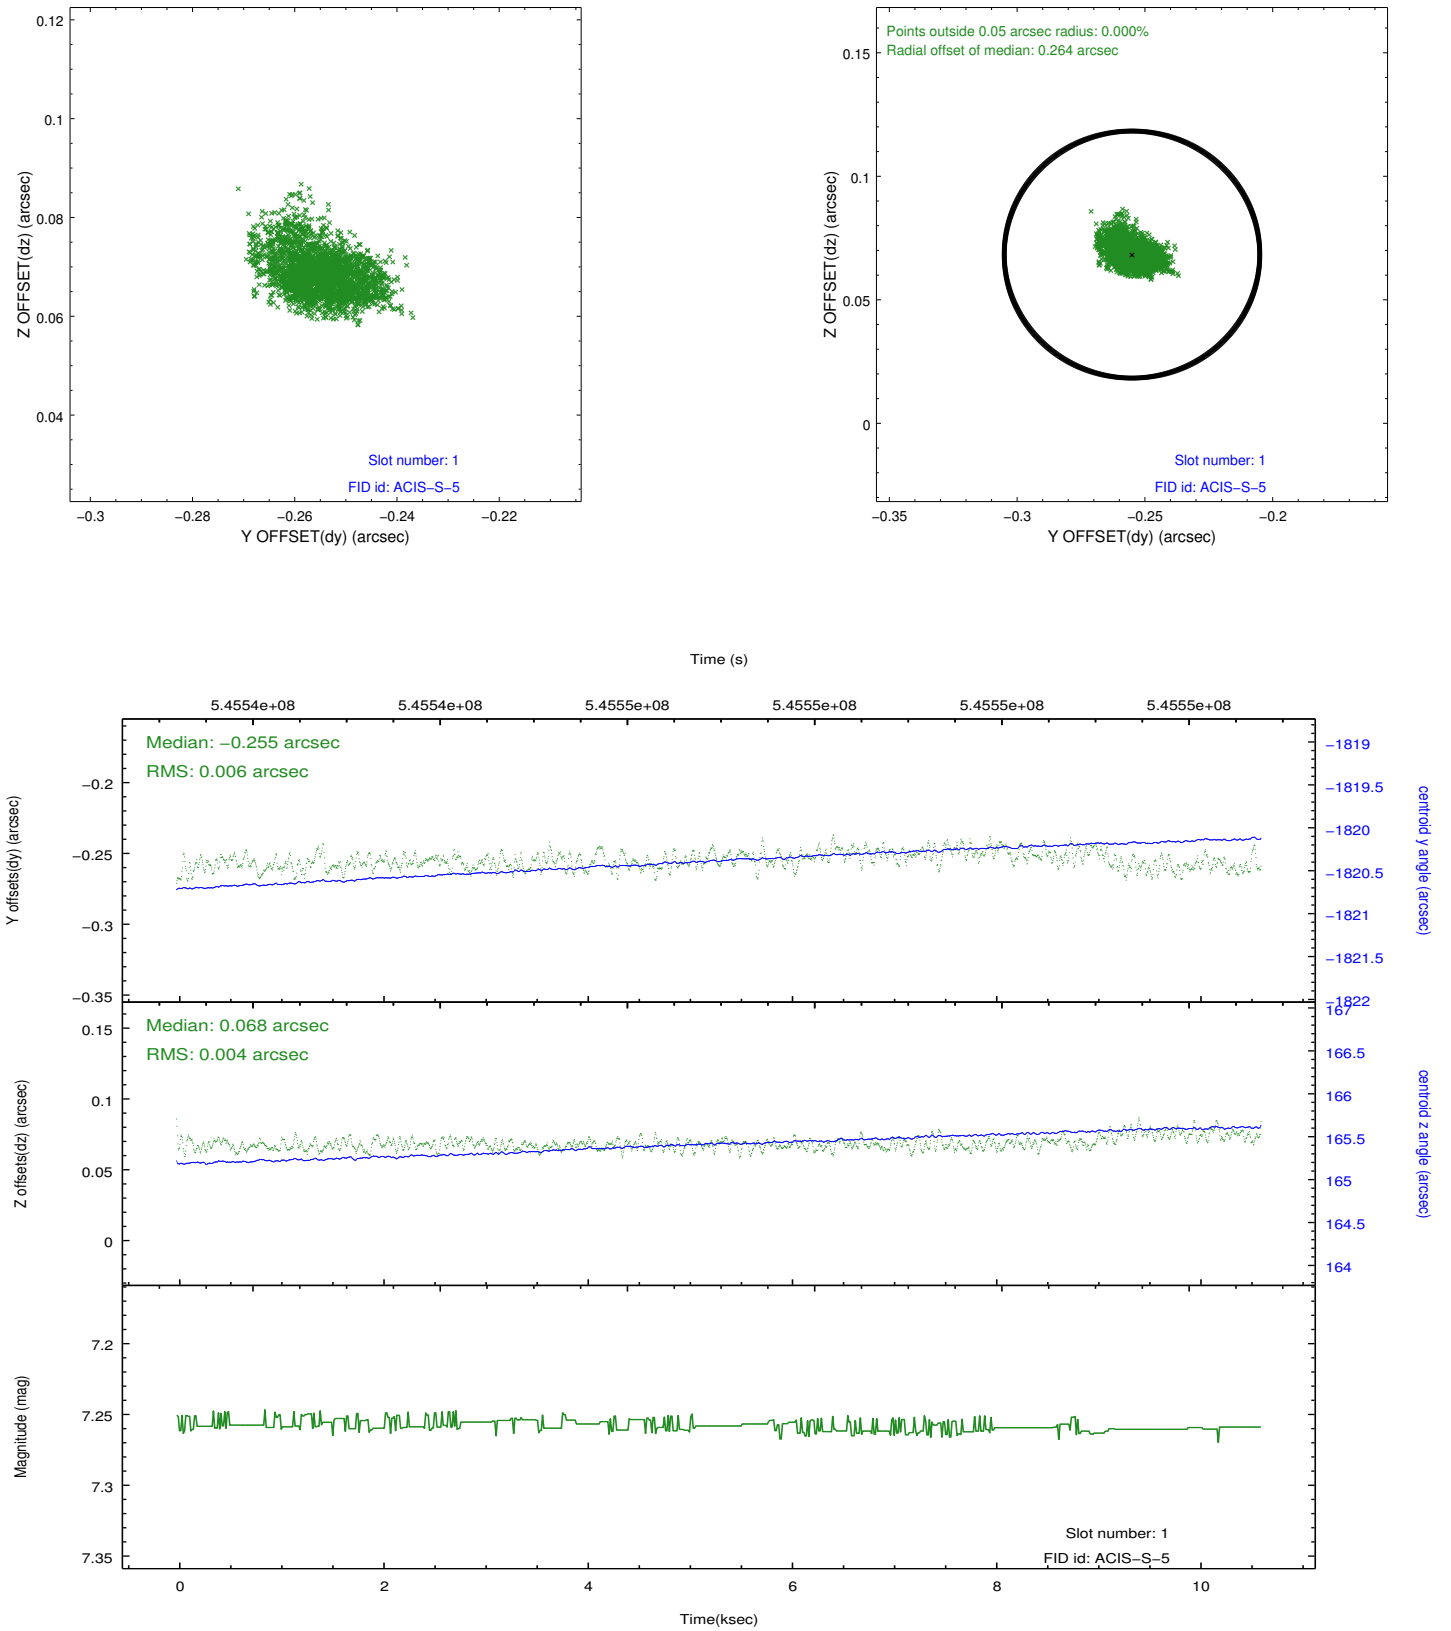 0.12
0.1
0.08
0.06
0.04
Z OFFSET(dz) (arcsec)
Slot number: 1
FID id: ACIS−S−5
−0.3
−0.28
−0.26
−0.24
−0.22
Y OFFSET(dy) (arcsec)
Points outside 0.05 arcsec radius: 0.000%
Radial offset of median: 0.264 arcsec
0.15
0.1
0.05
0
Z OFFSET(dz) (arcsec)
Slot number: 1
FID id: ACIS−S−5
−0.35
−0.3
−0.25
−0.2
Y OFFSET(dy) (arcsec)
Time (s)
5.4554e+08
5.4554e+08
5.4555e+08
5.4555e+08
5.4555e+08
5.4555e+08
Median: −0.255 arcsec
RMS: 0.006 arcsec
−0.2
−0.25
−0.3
−0.35
Y offsets(dy) (arcsec)
−1819
−1819.5
−1820
−1820.5
−1821
−1821.5
−1822
centroid y angle (arcsec)
Median: 0.068 arcsec
RMS: 0.004 arcsec
0.15
0.1
0.05
0
Z offsets(dz) (arcsec)
167
166.5
166
165.5
165
164.5
164
centroid z angle (arcsec)
7.2
7.25
7.3
7.35
Magnitude (mag)
Slot number: 1
FID id: ACIS−S−5
0
2
4
6
8
10
Time(ksec)